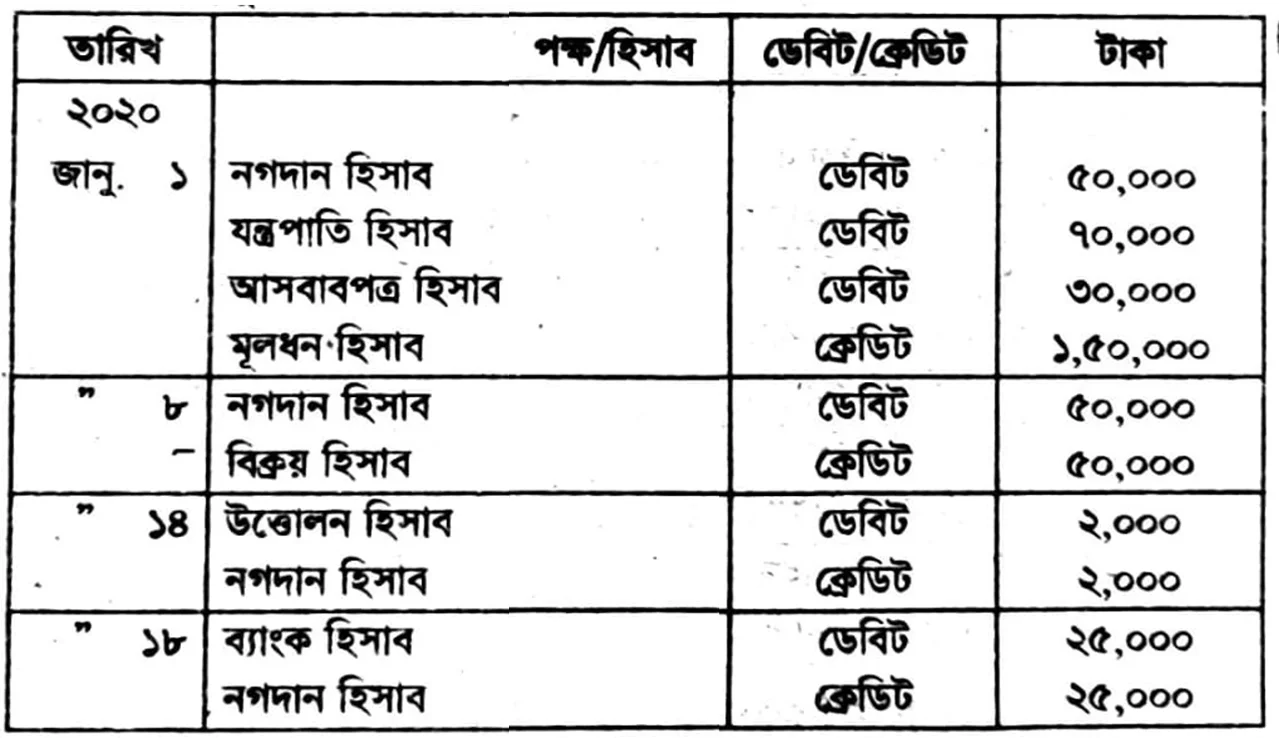 তারিখ পক্ষ/হিসাব ডেবিট/ক্রেডিট টাকা
২০২০
জানু. ১ নগদান হিসাব ডেবিট ৫০,০০০
যন্ত্রপাতি হিসাব ডেবিট ৭০,০০০
আসবাবপত্র হিসাব ডেবিট ৩০,০০০
মূলধন হিসাব ক্রেডিট ১,৫০,০০০
” ৮ নগদান হিসাব ডেবিট ৫০,০০০
– বিক্রয় হিসাব ক্রেডিট ৫০,০০০
” ১৪ উত্তোলন হিসাব ডেবিট ২,০০০
নগদান হিসাব ক্রেডিট ২,০০০
” ১৮ ব্যাংক হিসাব ডেবিট ২৫,০০০
নগদান হিসাব ক্রেডিট ২৫,০০০